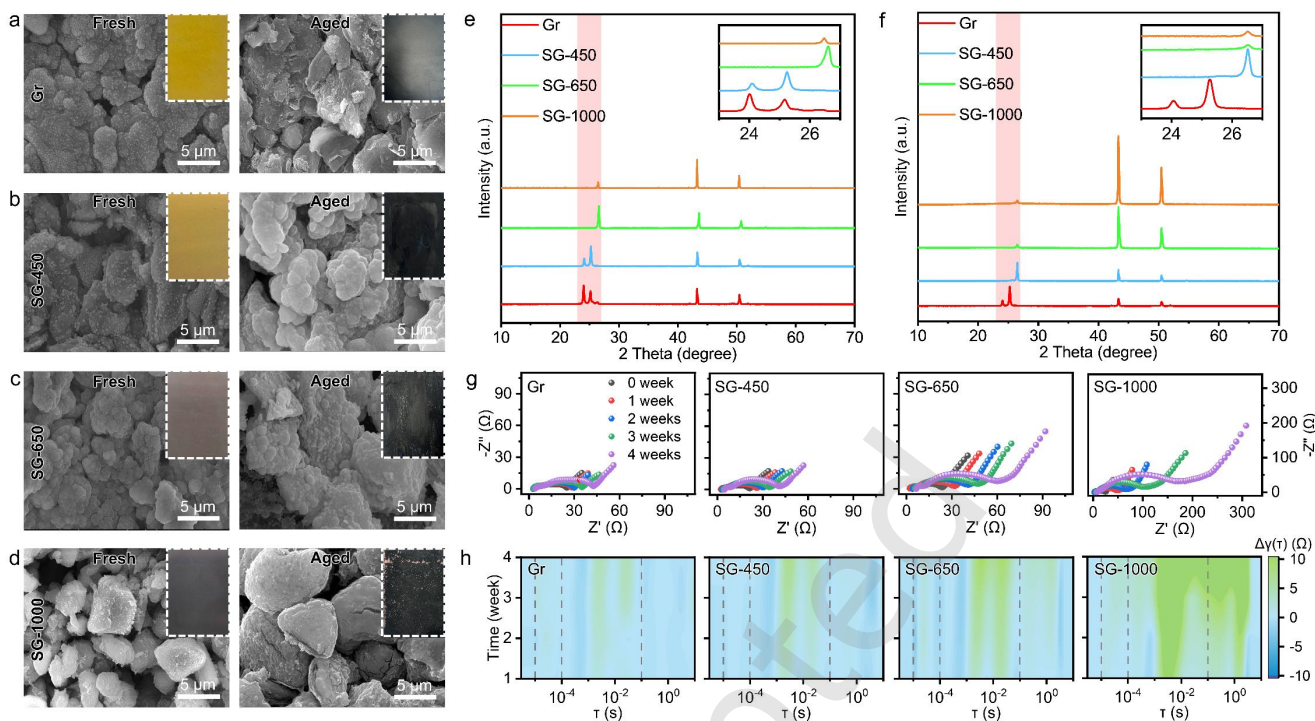 a
Fresh
Aged
Gr
5 μm
5 μm
b
Fresh
Aged
SG-450
5 μm
5 μm
c
Fresh
Aged
SG-650
5 μm
5 μm
d
Fresh
Aged
SG-1000
5 μm
5 μm
e
Gr
SG-450
SG-650
SG-1000
24 26
Intensity (a.u.)
10 20 30 40 50 60 70
2 Theta (degree)
f
Gr
SG-450
SG-650
SG-1000
24 26
Intensity (a.u.)
10 20 30 40 50 60 70
2 Theta (degree)
g
Gr
0 week
1 week
2 weeks
3 weeks
4 weeks
SG-450
SG-650
SG-1000
90
60
30
0
-Z'' (Ω)
300
200
100
0
-Z'' (Ω)
0 30 60 90
0 30 60 90
0 30 60 90
0 100 200 300
Z' (Ω)
Z' (Ω)
Z' (Ω)
Z' (Ω)
h
Gr
SG-450
SG-650
SG-1000
4
3
2
1
Time (week)
10⁻⁴ 10⁻² 10⁰
10⁻⁴ 10⁻² 10⁰
10⁻⁴ 10⁻² 10⁰
10⁻⁴ 10⁻² 10⁰
τ (s)
τ (s)
τ (s)
τ (s)
Δγ(τ) (Ω)
10
5
0
-5
-10